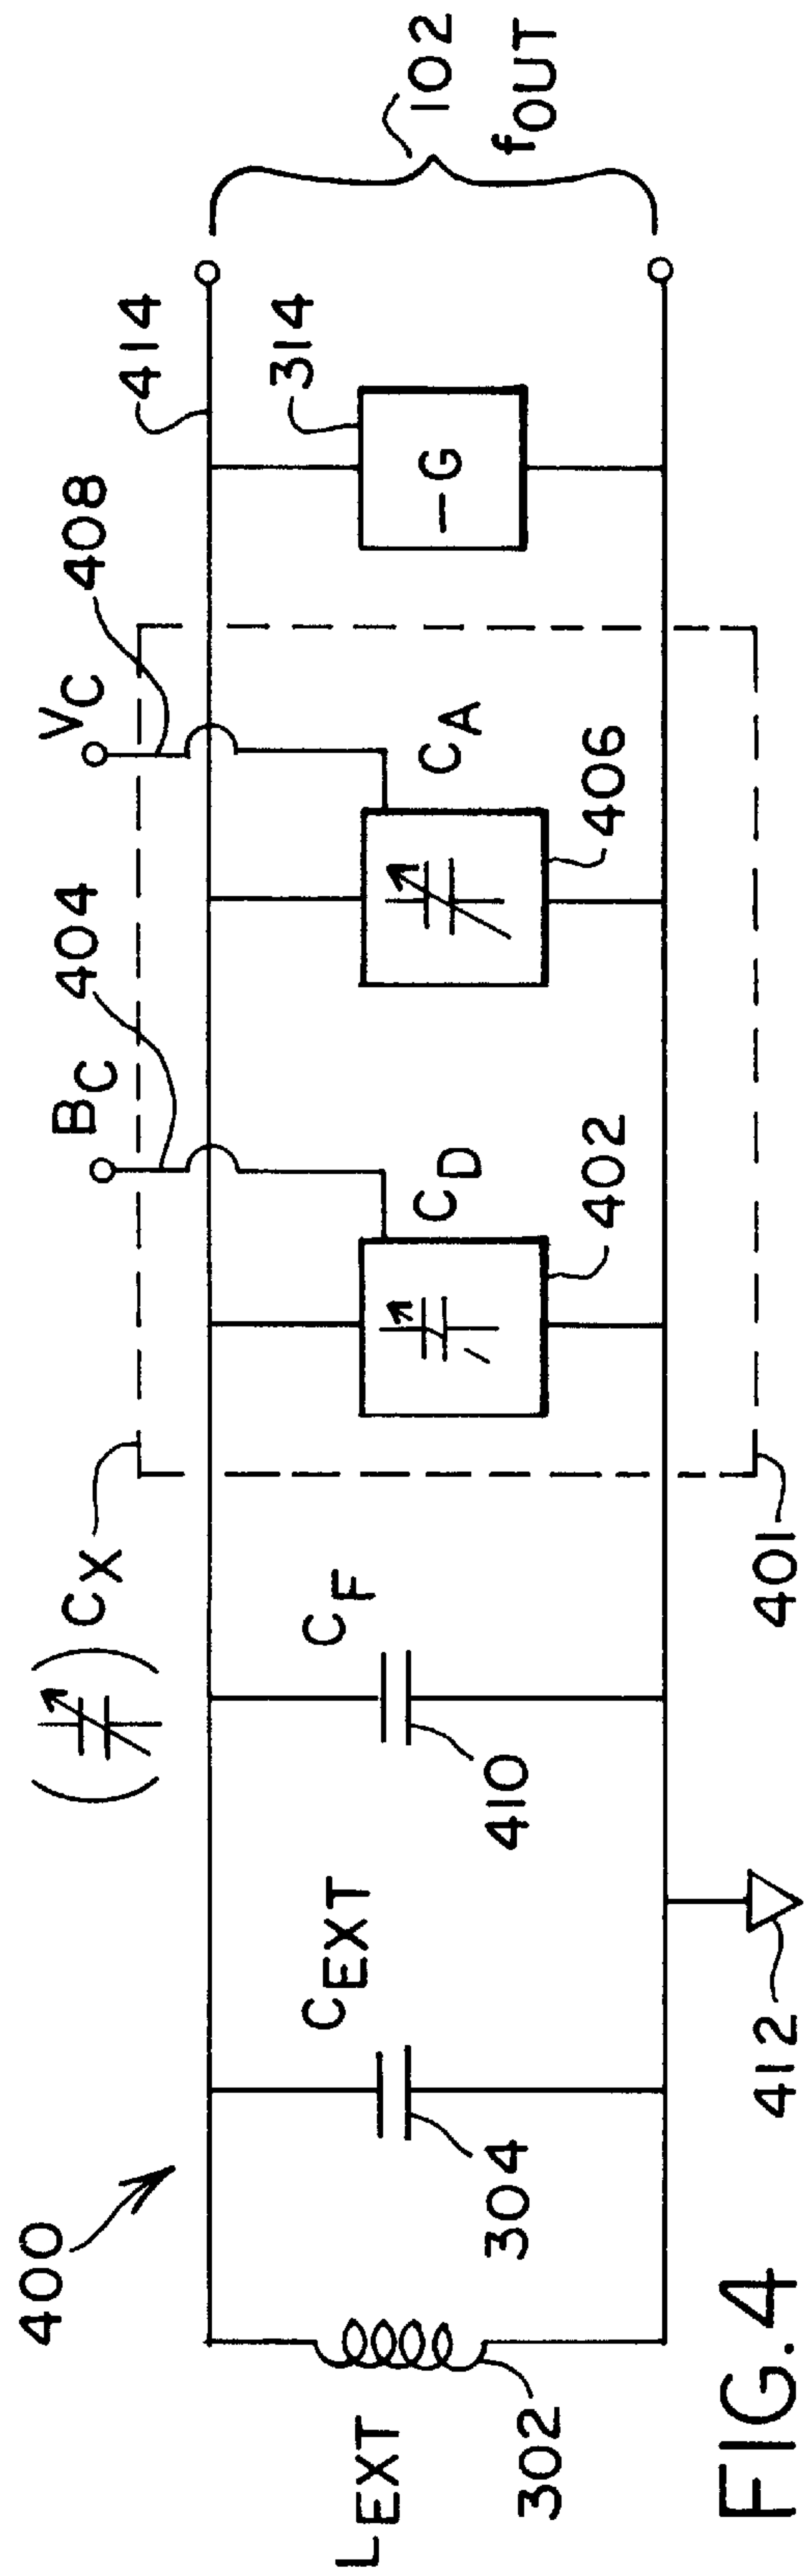 400
( ) CX
BC
404
VC
408
414
102
fOUT
314
-G
LEXT
302
CEXT
304
CF
410
CD
402
CA
406
412
401
FIG. 4